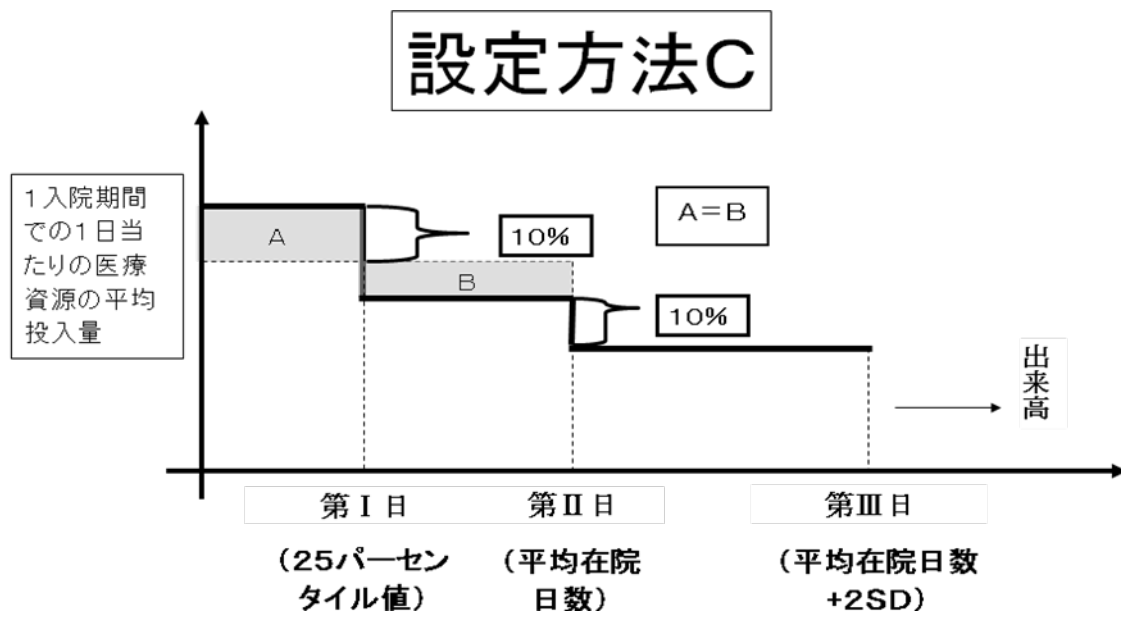 設定方法C
1入院期間
での1日当
たりの医療
資源の平均
投入量
A
10%
A＝B
B
10%
出来高
第Ⅰ日
第Ⅱ日
第Ⅲ日
（25パーセン
タイル値）
（平均在院
日数）
（平均在院日数
+2SD）